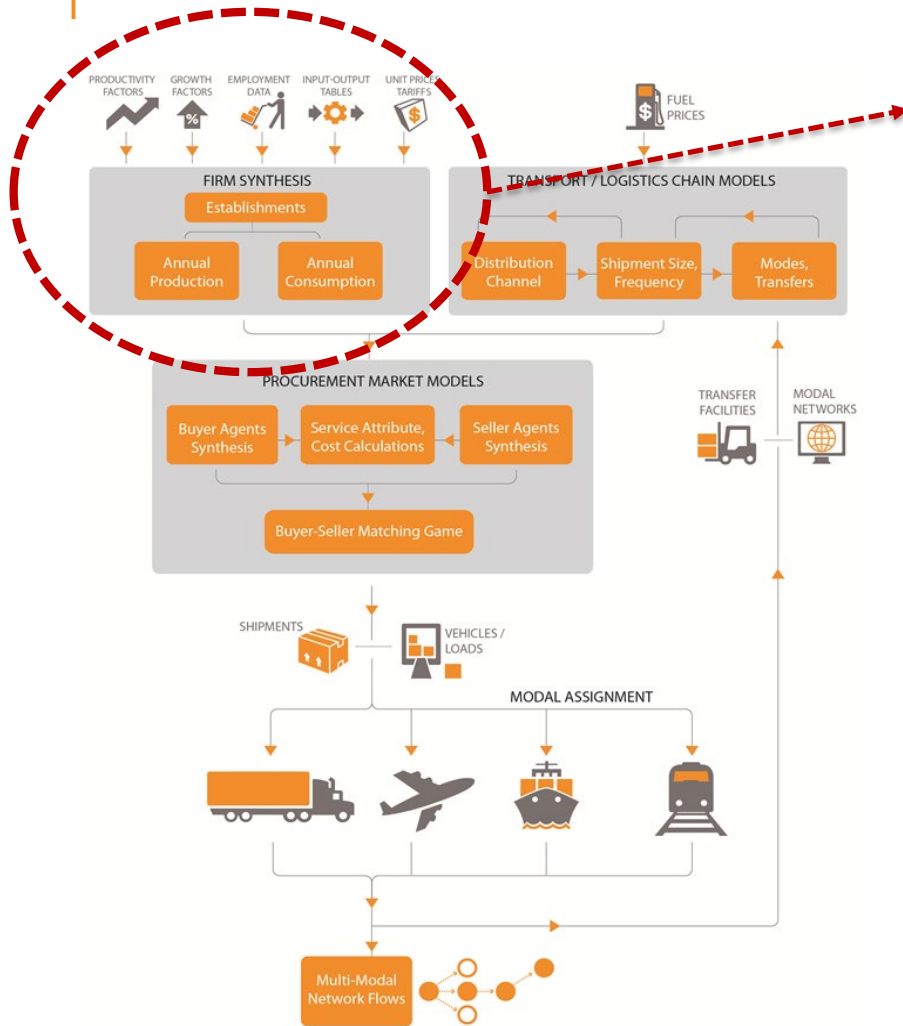 PRODUCTIVITY
FACTORS
GROWTH
FACTORS
EMPLOYMENT
DATA
INPUT-OUTPUT
TABLES
UNIT PRICES
TARIFFS
%
$
$
FUEL
PRICES
FIRM SYNTHESIS
Establishments
Annual
Production
Annual
Consumption
TRANSPORT / LOGISTICS CHAIN MODELS
Distribution
Channel
Shipment Size,
Frequency
Modes,
Transfers
PROCUREMENT MARKET MODELS
Buyer Agents
Synthesis
Service Attribute,
Cost Calculations
Seller Agents
Synthesis
Buyer-Seller Matching Game
TRANSFER
FACILITIES
MODAL
NETWORKS
SHIPMENTS
VEHICLES /
LOADS
MODAL ASSIGNMENT
Multi-Modal
Network Flows